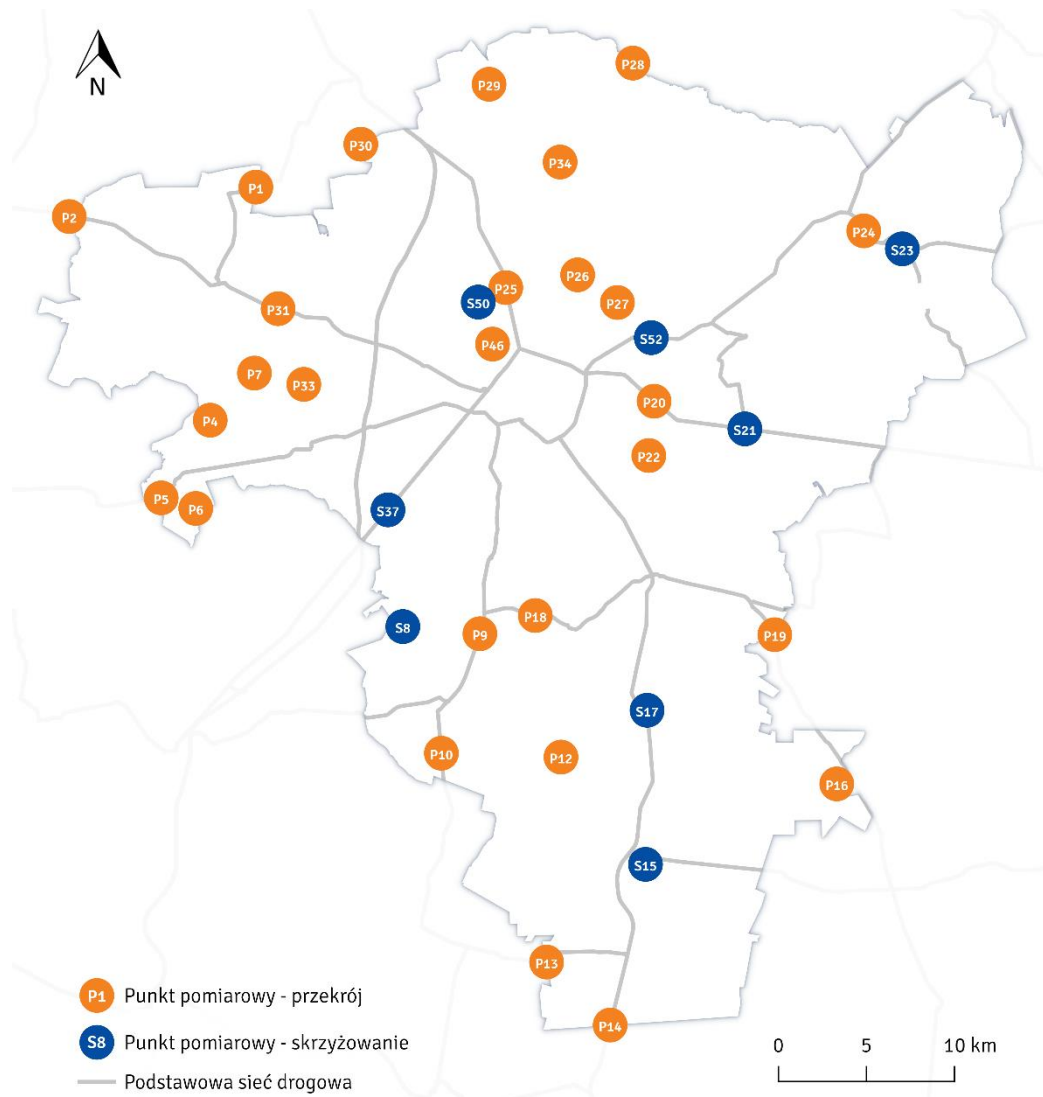 N
P28
P29
P30
P34
P1
P2
P24
S23
P26
P25
S50
P27
P31
S52
P46
P7
P33
P20
P4
S21
P22
P5
P6
S37
P18
S8
P9
P19
S17
P10
P12
P16
S15
P13
P14
P1 Punkt pomiarowy - przekrój
S8 Punkt pomiarowy - skrzyżowanie
Podstawowa sieć drogowa
0 5 10 km